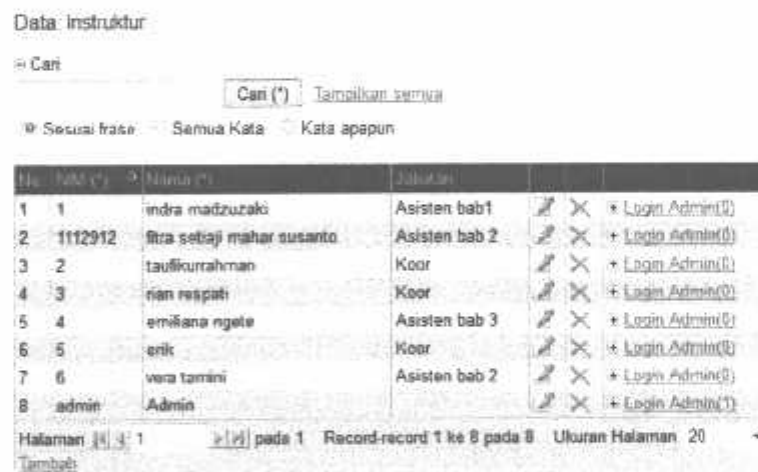 Data: Instruktur
Cari
Cari (*) Tampilkan semua
Sesuai frase Semua Kata Kata apapun
No NIM (*) Nama (*) Jabatan
1 1 indra madzuzaki Asisten bab1 Login Admin(0)
2 1112912 fitra setiaji mahar susanto Asisten bab 2 Login Admin(0)
3 2 taufikurrahman Koor Login Admin(0)
4 3 rian respati Koor Login Admin(0)
5 4 emiliana ngete Asisten bab 3 Login Admin(0)
6 5 erik Koor Login Admin(0)
7 6 vera tamini Asisten bab 2 Login Admin(0)
8 admin Admin Login Admin(1)
Halaman 1 pada 1 Record-record 1 ke 8 pada 8 Ukuran Halaman 20
Tambah